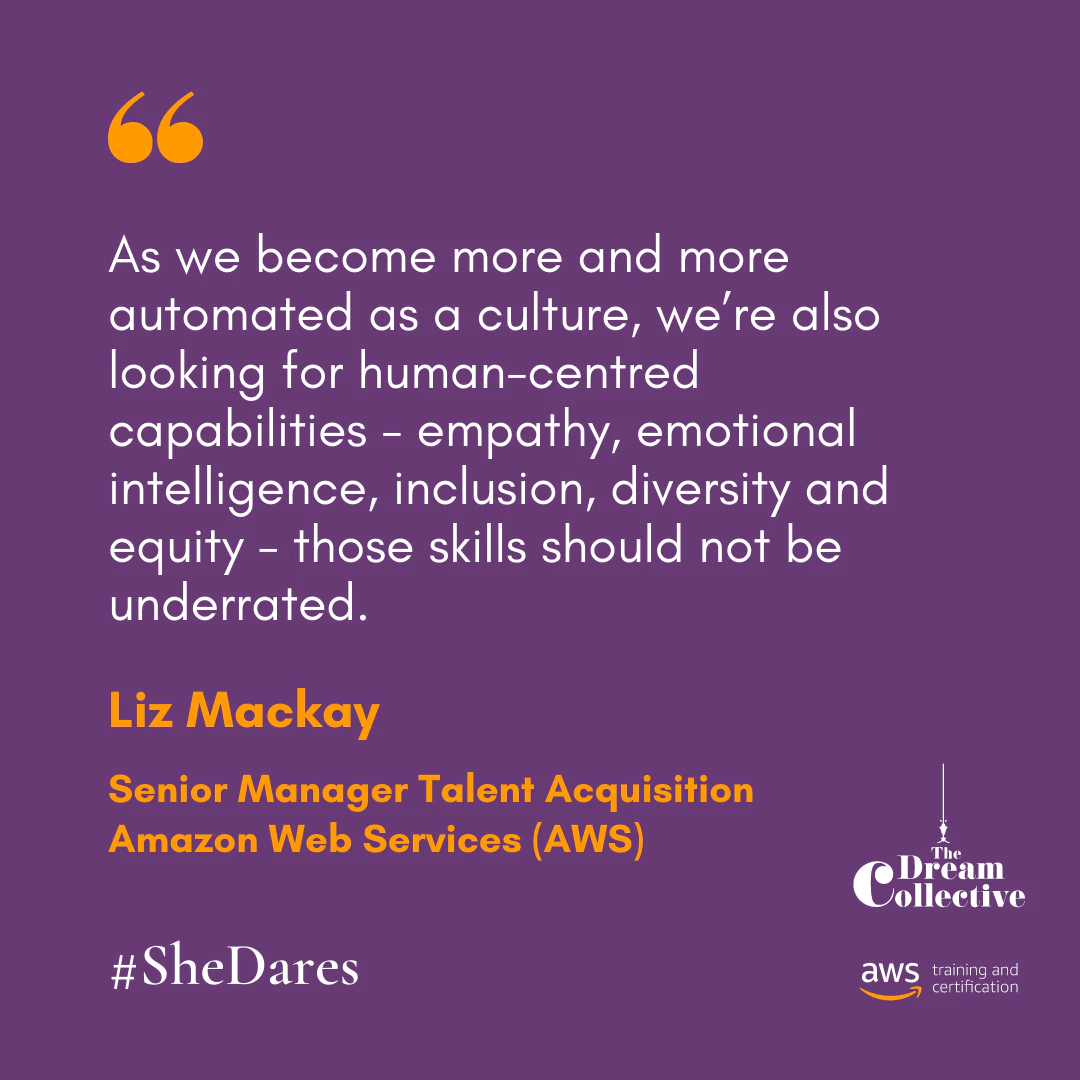 “
As we become more and more
automated as a culture, we’re also
looking for human-centred
capabilities - empathy, emotional
intelligence, inclusion, diversity and
equity - those skills should not be
underrated.
Liz Mackay
Senior Manager Talent Acquisition
Amazon Web Services (AWS)
The
Dream
Collective
#SheDares
aws training and
certification